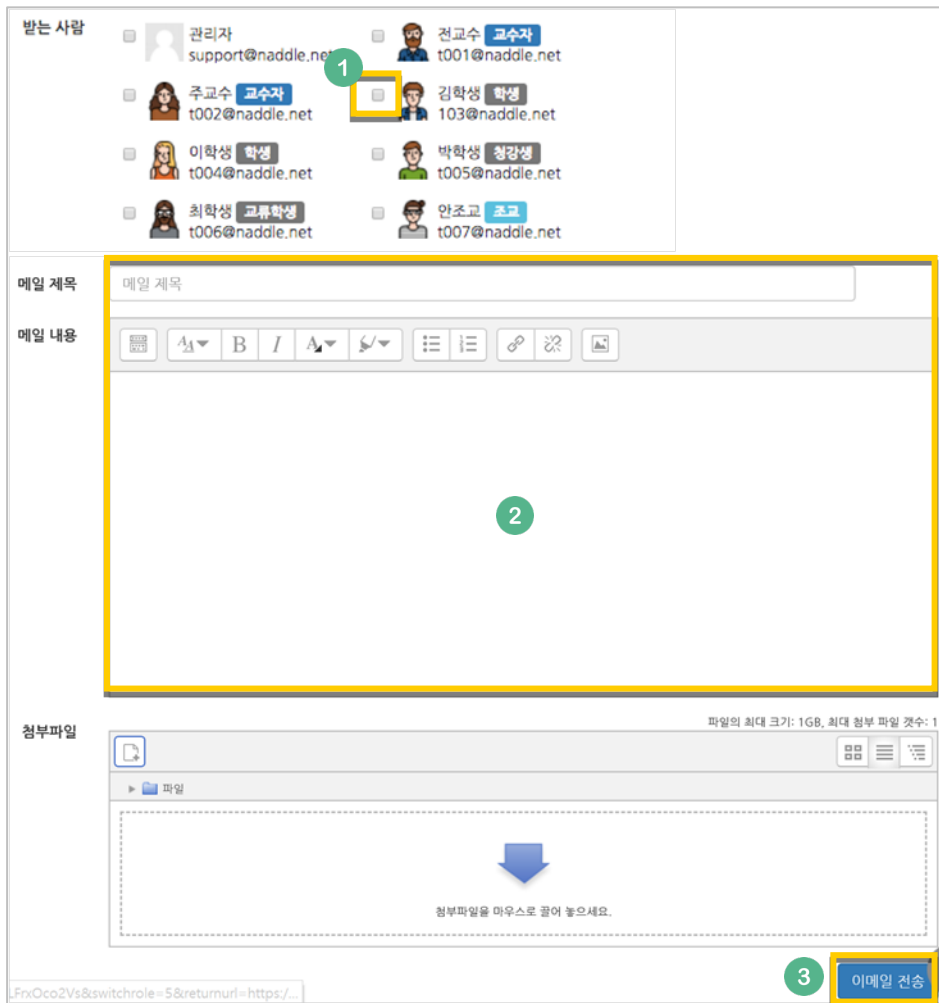 받는 사람
관리자
support@naddle.net
전교수 교수자
t001@naddle.net
1
주교수 교수자
t002@naddle.net
김학생 학생
103@naddle.net
이학생 학생
t004@naddle.net
박학생 청강생
t005@naddle.net
최학생 교류학생
t006@naddle.net
안조교 조교
t007@naddle.net
메일 제목
메일 제목
메일 내용
B I
2
첨부파일
파일의 최대 크기: 1GB, 최대 첨부 파일 갯수: 1
파일
첨부파일을 마우스로 끌어 놓으세요.
3
이메일 전송
.FrxOco2Vs&switchrole=5&returnurl=https:/...